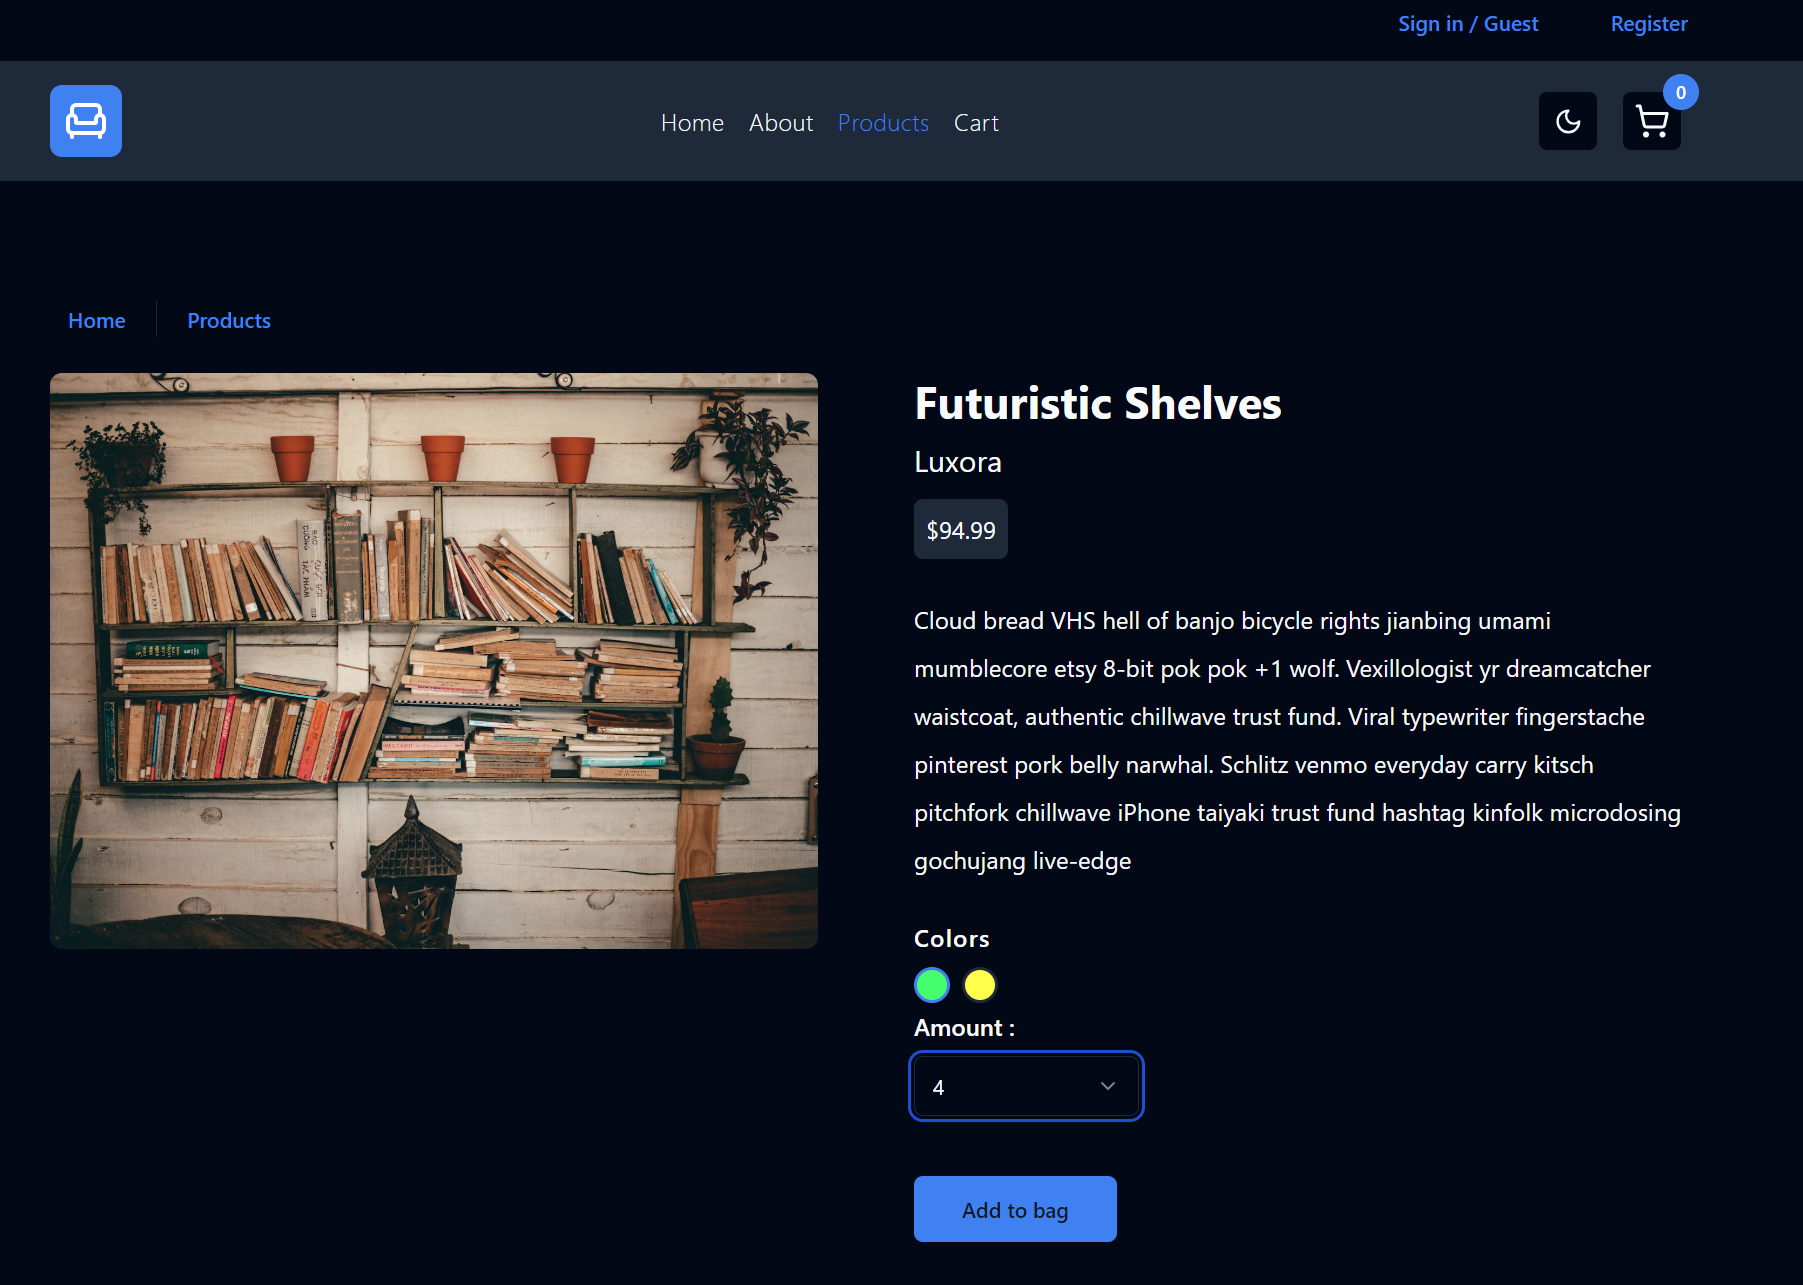 Sign in / Guest
Register
0
Home
About
Products
Cart
Home
Products
Futuristic Shelves
Luxora
$94.99
Cloud bread VHS hell of banjo bicycle rights jianbing umami
mumblecore etsy 8-bit pok pok +1 wolf. Vexillologist yr dreamcatcher
waistcoat, authentic chillwave trust fund. Viral typewriter fingerstache
pinterest pork belly narwhal. Schlitz venmo everyday carry kitsch
pitchfork chillwave iPhone taiyaki trust fund hashtag kinfolk microdosing
gochujang live-edge
Colors
Amount :
4
Add to bag